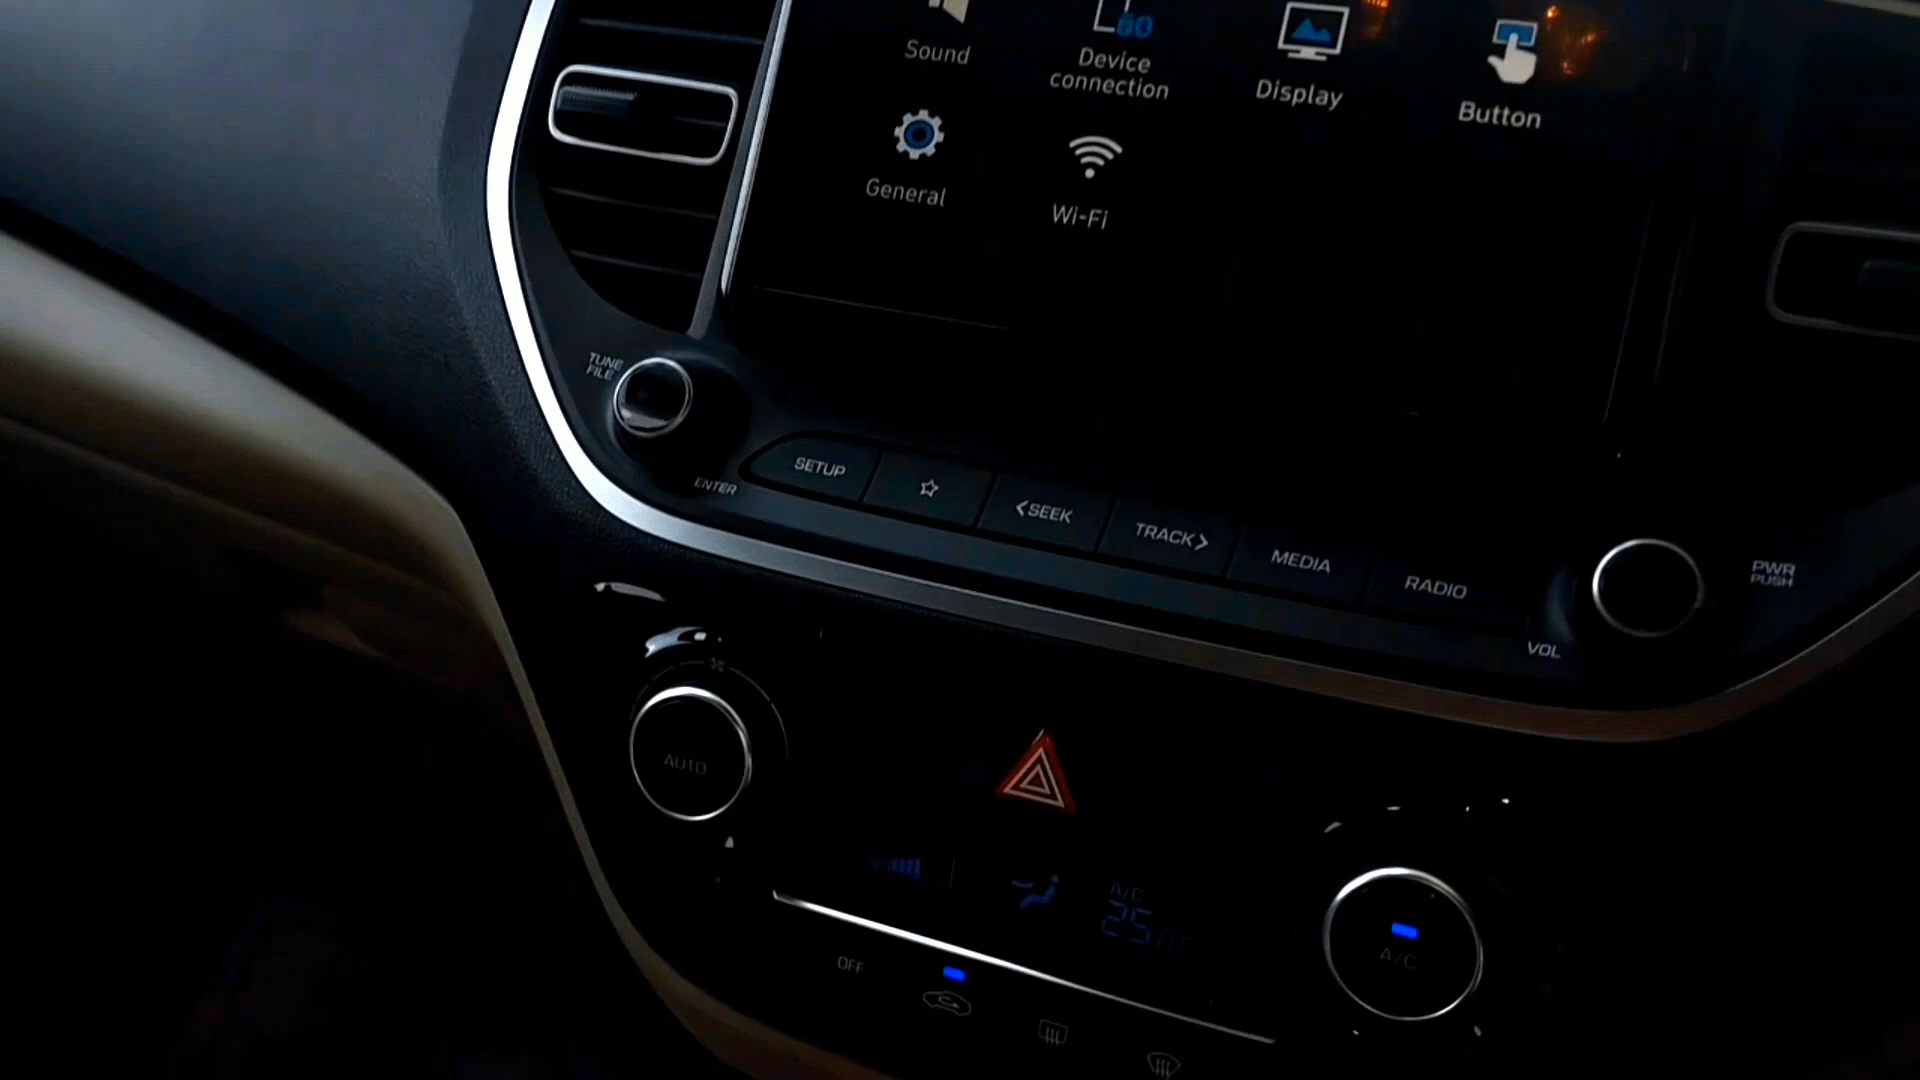 Sound
Device
connection
Display
Button
General
Wi-Fi
TUNE
FILE
ENTER
SETUP
<SEEK
TRACK>
MEDIA
RADIO
PWR
PUSH
VOL
AUTO
A/C
25
A/C
OFF